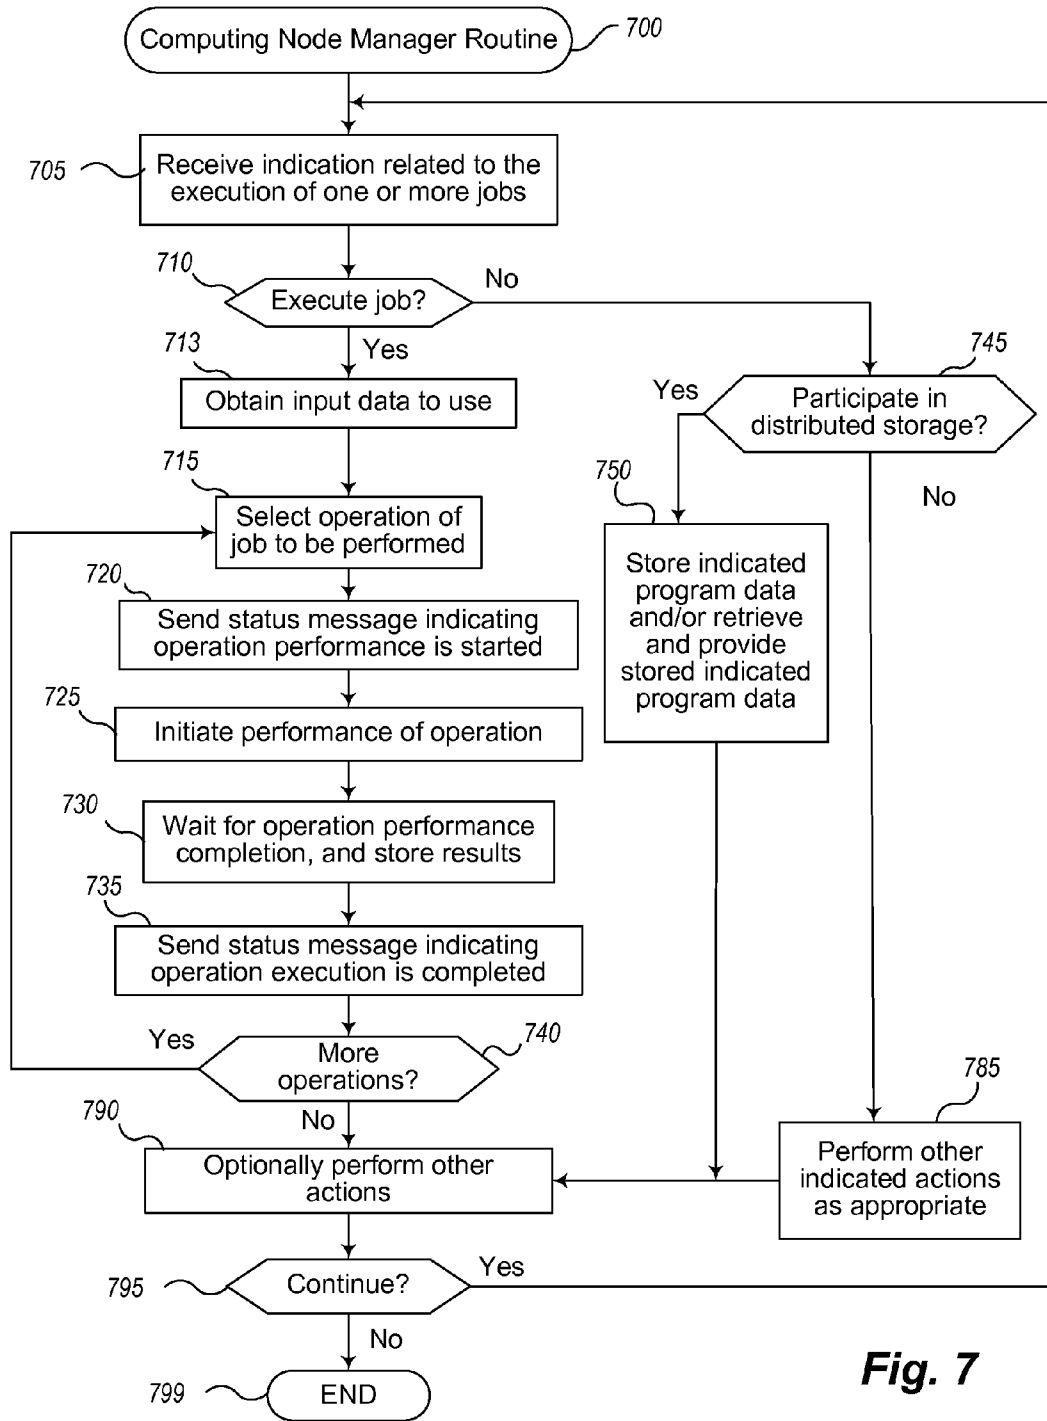 Computing Node Manager Routine
700
705
Receive indication related to the
execution of one or more jobs
710
Execute job?
No
Yes
713
Obtain input data to use
745
Participate in
distributed storage?
Yes
No
715
Select operation of
job to be performed
750
Store indicated
program data
and/or retrieve
and provide
stored indicated
program data
720
Send status message indicating
operation performance is started
725
Initiate performance of operation
730
Wait for operation performance
completion, and store results
735
Send status message indicating
operation execution is completed
Yes
740
More
operations?
No
785
Perform other
indicated actions
as appropriate
790
Optionally perform other
actions
795
Continue?
Yes
No
799
END
Fig. 7